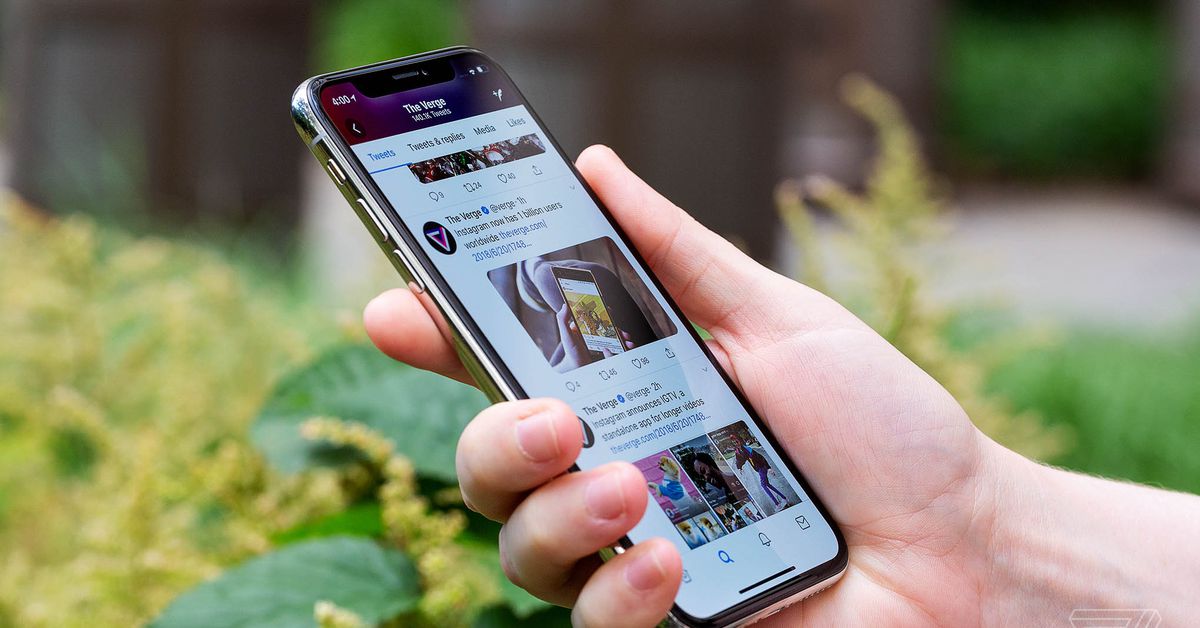 4:00
The Verge
140.1K Tweets
Tweets Tweets & replies Media Likes
9 24 40
The Verge @verge · 1h
Instagram now has 1 billion users
worldwide theverge.com/
2018/6/20/1748...
4 46 98
The Verge @verge · 2h
Instagram announces IGTV, a
standalone app for longer videos
theverge.com/2018/6/20/1748...